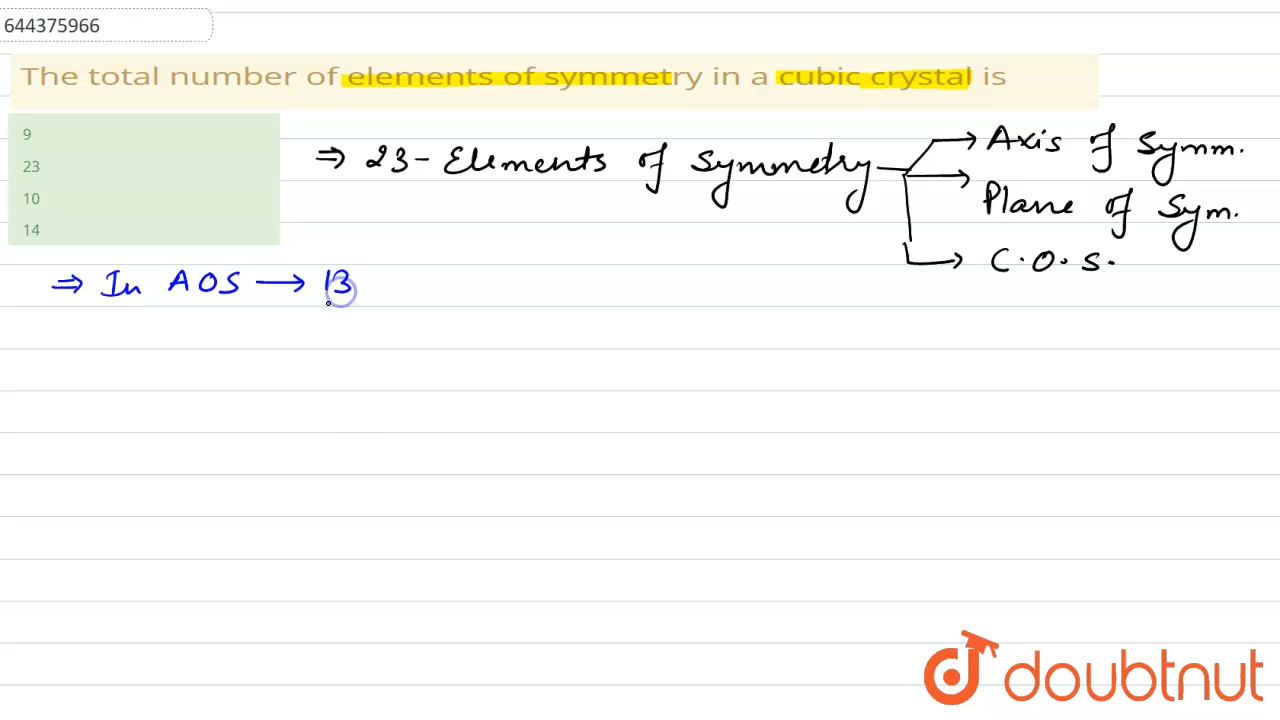 644375966
The total number of elements of symmetry in a cubic crystal is
9
23
10
14
⇒ 23- Elements of Symmetry
→ Axis of Symm.
→ Plane of Sym.
→ C.O.S.
⇒ In AOS → 13
doubtnut